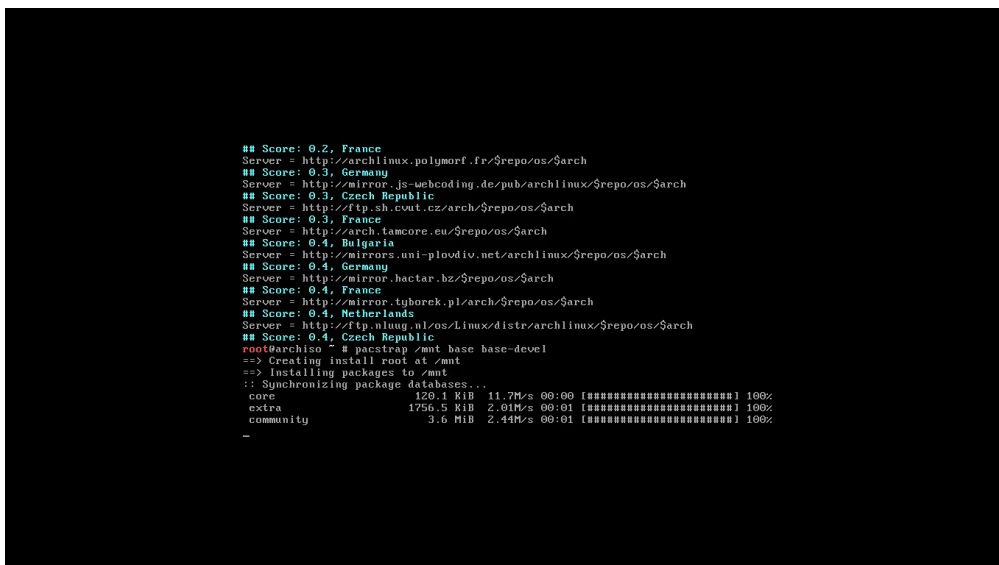 ## Score: 0.2, France
Server = http://archlinux.polymorf.fr/$repo/os/$arch
## Score: 0.3, Germany
Server = http://mirror.js-webcoding.de/pub/archlinux/$repo/os/$arch
## Score: 0.3, Czech Republic
Server = http://ftp.sh.cvut.cz/arch/$repo/os/$arch
## Score: 0.3, France
Server = http://arch.tamcore.eu/$repo/os/$arch
## Score: 0.4, Bulgaria
Server = http://mirrors.uni-plovdiv.net/archlinux/$repo/os/$arch
## Score: 0.4, Germany
Server = http://mirror.hactar.bz/$repo/os/$arch
## Score: 0.4, France
Server = http://mirror.tyborek.pl/arch/$repo/os/$arch
## Score: 0.4, Netherlands
Server = http://ftp.nluug.nl/os/Linux/distr/archlinux/$repo/os/$arch
## Score: 0.4, Czech Republic
root@archiso ~ # pacstrap /mnt base base-devel
==> Creating install root at /mnt
==> Installing packages to /mnt
:: Synchronizing package databases...
core 120.1 KiB 11.7M/s 00:00 [######################] 100%
extra 1756.5 KiB 2.01M/s 00:01 [######################] 100%
community 3.6 MiB 2.44M/s 00:01 [######################] 100%
_